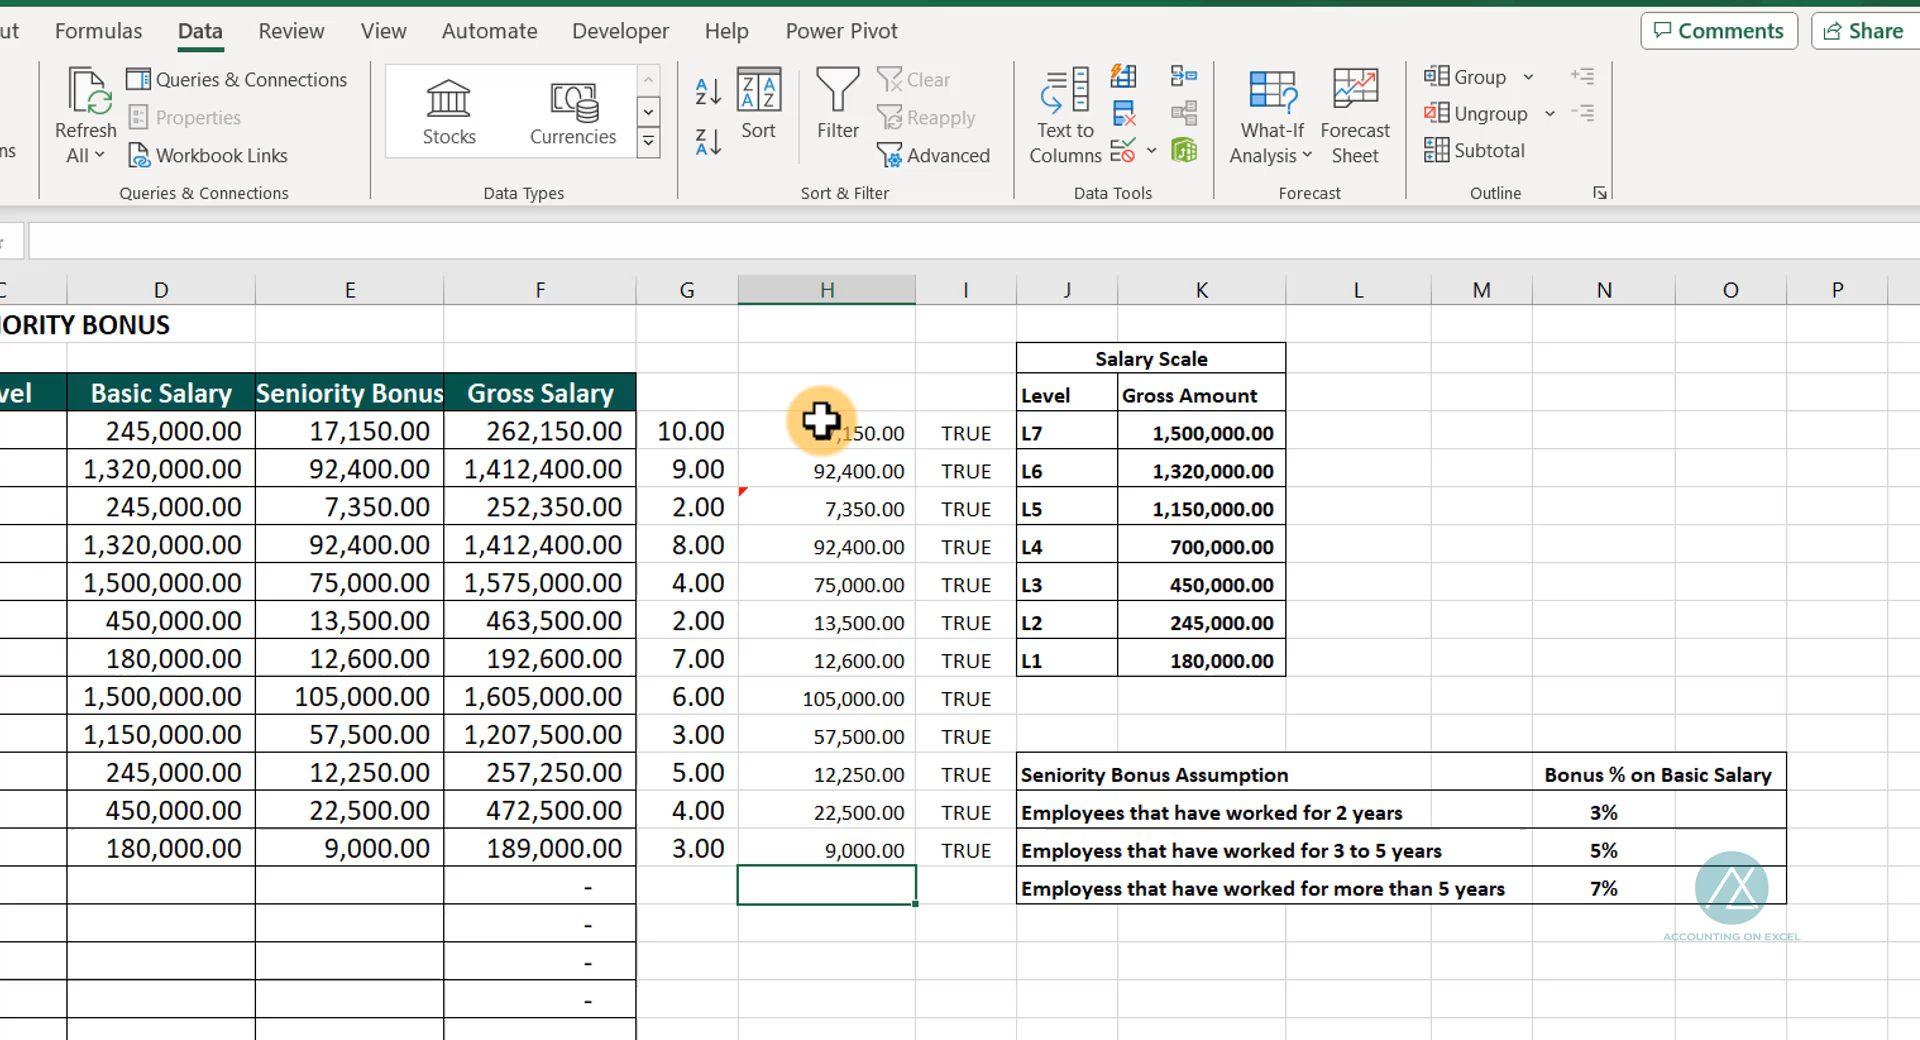 ut Formulas Data Review View Automate Developer Help Power Pivot Comments Share
Refresh All
Queries & Connections
Properties
Workbook Links
Queries & Connections
Stocks Currencies
Data Types
Sort
Filter
Clear
Reapply
Advanced
Sort & Filter
Text to Columns
Data Tools
What-If Analysis
Forecast Sheet
Forecast
Group
Ungroup
Subtotal
Outline
ns
C D E F G H I J K L M N O P
IORITY BONUS
Salary Scale
vel Basic Salary Seniority Bonus Gross Salary Level Gross Amount
245,000.00 17,150.00 262,150.00 10.00 ,150.00 TRUE L7 1,500,000.00
1,320,000.00 92,400.00 1,412,400.00 9.00 92,400.00 TRUE L6 1,320,000.00
245,000.00 7,350.00 252,350.00 2.00 7,350.00 TRUE L5 1,150,000.00
1,320,000.00 92,400.00 1,412,400.00 8.00 92,400.00 TRUE L4 700,000.00
1,500,000.00 75,000.00 1,575,000.00 4.00 75,000.00 TRUE L3 450,000.00
450,000.00 13,500.00 463,500.00 2.00 13,500.00 TRUE L2 245,000.00
180,000.00 12,600.00 192,600.00 7.00 12,600.00 TRUE L1 180,000.00
1,500,000.00 105,000.00 1,605,000.00 6.00 105,000.00 TRUE
1,150,000.00 57,500.00 1,207,500.00 3.00 57,500.00 TRUE
245,000.00 12,250.00 257,250.00 5.00 12,250.00 TRUE Seniority Bonus Assumption Bonus % on Basic Salary
450,000.00 22,500.00 472,500.00 4.00 22,500.00 TRUE Employees that have worked for 2 years 3%
180,000.00 9,000.00 189,000.00 3.00 9,000.00 TRUE Employess that have worked for 3 to 5 years 5%
- Employess that have worked for more than 5 years 7%
-
ACCOUNTING ON EXCEL
-
-